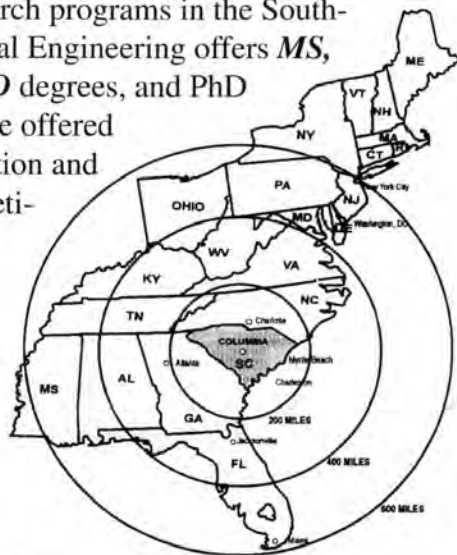 rch programs in the South-
al Engineering offers MS,
D degrees, and PhD
e offered
tion and
eti-
ME
VT
NH
NY
MA
RI
CT
New York City
PA
NJ
OHIO
MD
DE
Washington, DC
WV
VA
KY
NC
TN
Charlotte
COLUMBIA
SC
Myrtle Beach
Atlanta
Charleston
MS
AL
GA
200 MILES
Jacksonville
FL
400 MILES
600 MILES
Miami